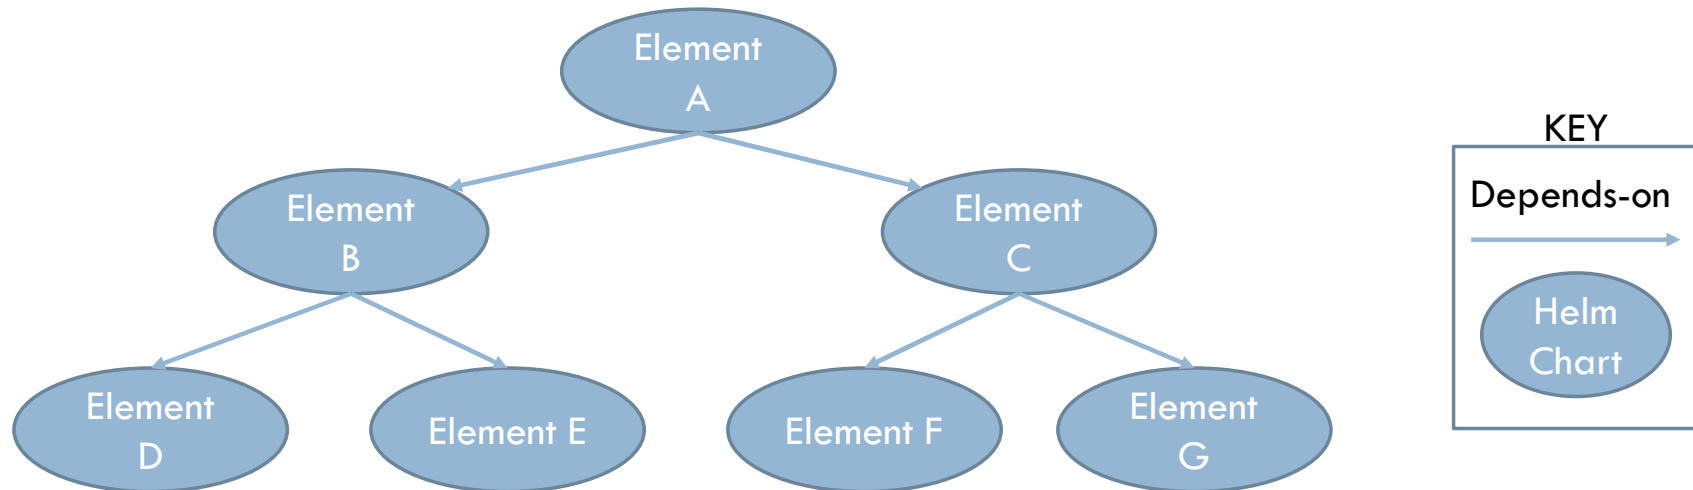 Element
A
Element
B
Element
C
Element
D
Element E
Element F
Element
G
KEY
Depends-on
Helm
Chart